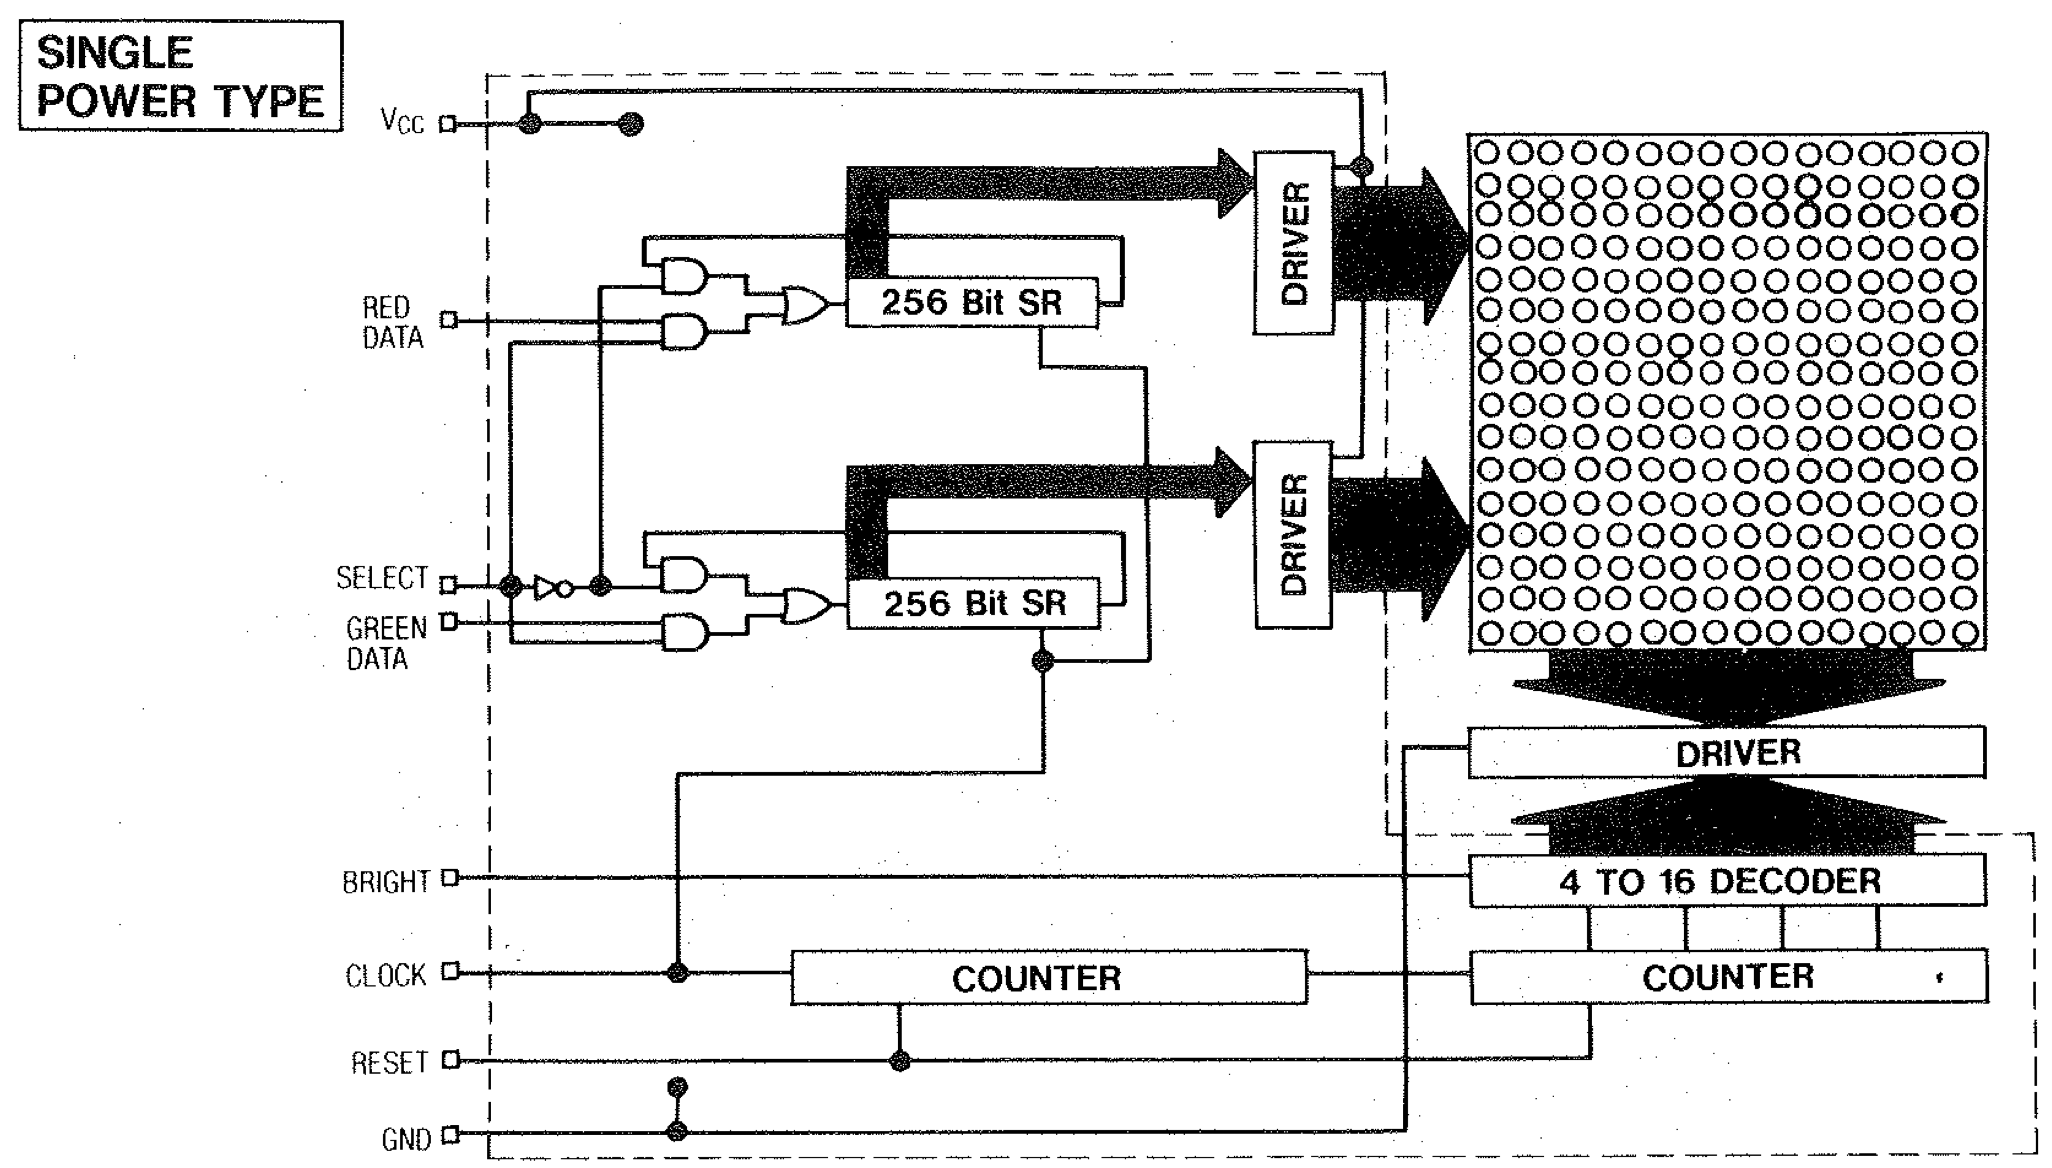 SINGLE
POWER TYPE
VCC
RED
DATA
256 Bit SR
DRIVER
SELECT
GREEN
DATA
256 Bit SR
DRIVER
DRIVER
BRIGHT
4 TO 16 DECODER
CLOCK
COUNTER
COUNTER
RESET
GND